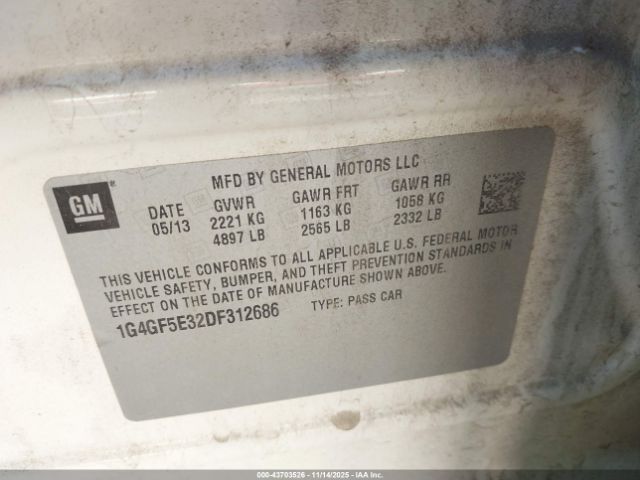 MFD BY GENERAL MOTORS LLC
GM
DATE GVWR GAWR FRT GAWR RR
05/13 2221 KG 1163 KG 1058 KG
4897 LB 2565 LB 2332 LB
THIS VEHICLE CONFORMS TO ALL APPLICABLE U.S. FEDERAL MOTOR
VEHICLE SAFETY, BUMPER, AND THEFT PREVENTION STANDARDS IN
EFFECT ON THE DATE OF MANUFACTURE SHOWN ABOVE.
1G4GF5E32DF312686 TYPE: PASS CAR
000-43703526 - 11/14/2025 - IAA Inc.